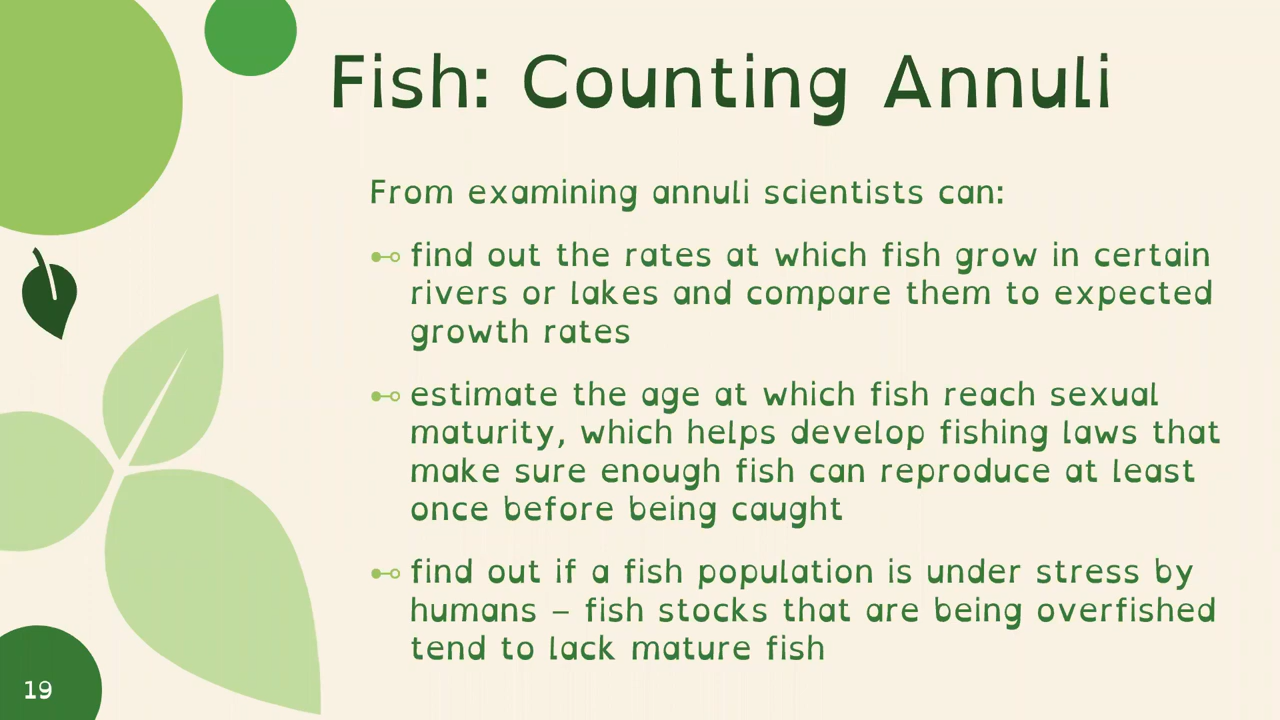 Fish: Counting Annuli
From examining annuli scientists can:
find out the rates at which fish grow in certain
rivers or lakes and compare them to expected
growth rates
estimate the age at which fish reach sexual
maturity, which helps develop fishing laws that
make sure enough fish can reproduce at least
once before being caught
find out if a fish population is under stress by
humans – fish stocks that are being overfished
tend to lack mature fish
19